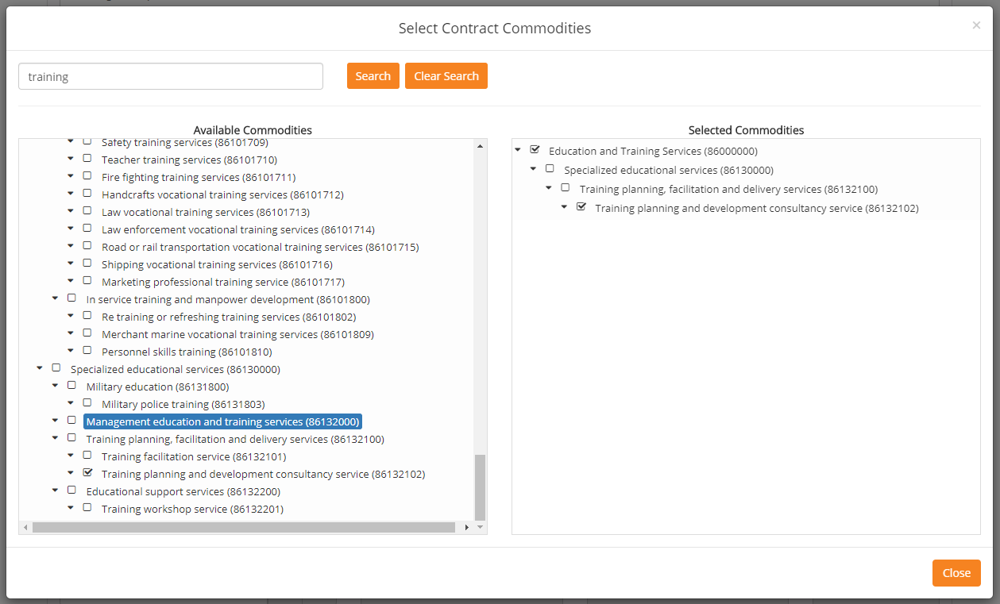 Select Contract Commodities
×
training
Search
Clear Search
Available Commodities
Safety training services (86101709)
Teacher training services (86101710)
Fire fighting training services (86101711)
Handcrafts vocational training services (86101712)
Law vocational training services (86101713)
Law enforcement vocational training services (86101714)
Road or rail transportation vocational training services (86101715)
Shipping vocational training services (86101716)
Marketing professional training service (86101717)
In service training and manpower development (86101800)
Re training or refreshing training services (86101802)
Merchant marine vocational training services (86101809)
Personnel skills training (86101810)
Specialized educational services (86130000)
Military education (86131800)
Military police training (86131803)
Management education and training services (86132000)
Training planning, facilitation and delivery services (86132100)
Training facilitation service (86132101)
Training planning and development consultancy service (86132102)
Educational support services (86132200)
Training workshop service (86132201)
Selected Commodities
Education and Training Services (86000000)
Specialized educational services (86130000)
Training planning, facilitation and delivery services (86132100)
Training planning and development consultancy service (86132102)
Close